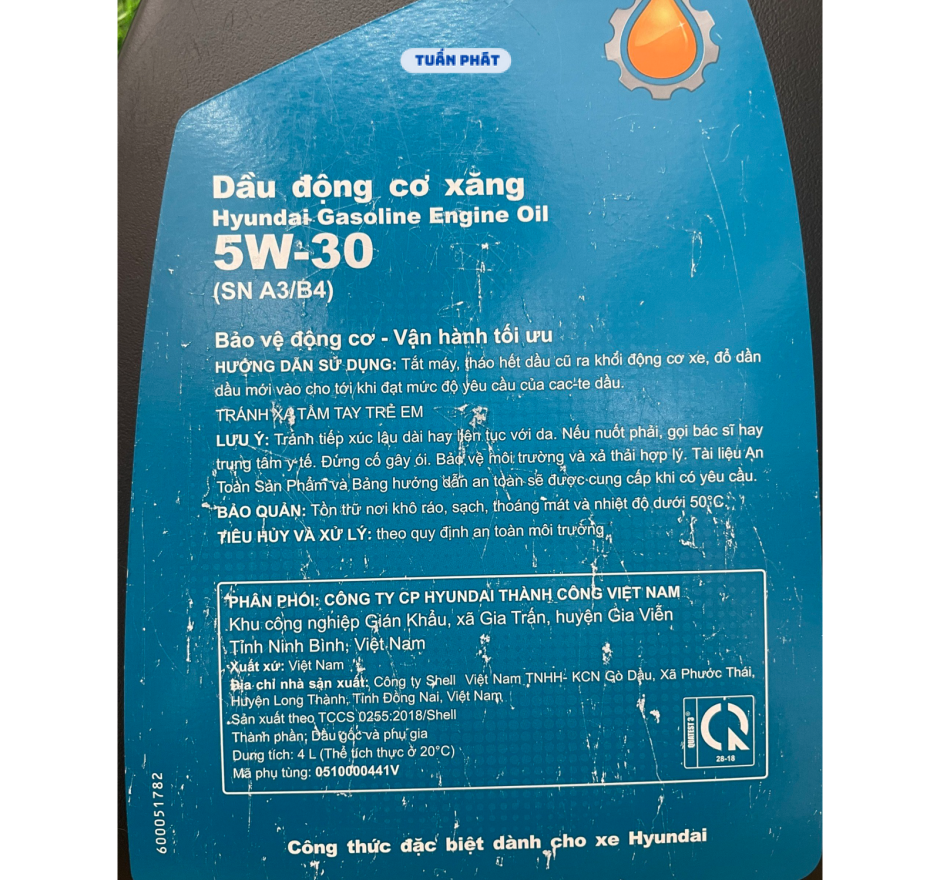 TUẤN PHÁT
Dầu động cơ xăng
Hyundai Gasoline Engine Oil
5W-30
(SN A3/B4)
Bảo vệ động cơ - Vận hành tối ưu
HƯỚNG DẪN SỬ DỤNG: Tắt máy, tháo hết dầu cũ ra khỏi động cơ xe, đổ dần
dầu mới vào cho tới khi đạt mức độ yêu cầu của cac-te dầu.
TRÁNH XA TẦM TAY TRẺ EM
LƯU Ý: Tránh tiếp xúc lâu dài hay liên tục với da. Nếu nuốt phải, gọi bác sĩ hay
trung tâm y tế. Đừng cố gây ói. Bảo vệ môi trường và xả thải hợp lý. Tài liệu An
Toàn Sản Phẩm và Bảng hướng dẫn an toàn sẽ được cung cấp khi có yêu cầu.
BẢO QUẢN: Tồn trữ nơi khô ráo, sạch, thoáng mát và nhiệt độ dưới 50°C.
TIÊU HỦY VÀ XỬ LÝ: theo quy định an toàn môi trường.
PHÂN PHỐI: CÔNG TY CP HYUNDAI THÀNH CÔNG VIỆT NAM
Khu công nghiệp Gián Khẩu, xã Gia Trấn, huyện Gia Viễn
Tỉnh Ninh Bình, Việt Nam
Xuất xứ: Việt Nam
Địa chỉ nhà sản xuất: Công ty Shell Việt Nam TNHH- KCN Gò Dầu, Xã Phước Thái,
Huyện Long Thành, Tỉnh Đồng Nai, Việt Nam
Sản xuất theo TCCS 0255:2018/Shell
Thành phần: Dầu gốc và phụ gia
Dung tích: 4 L (Thể tích thực ở 20°C)
Mã phụ tùng: 0510000441V
QUATEST 3®
28-18
600051782
Công thức đặc biệt dành cho xe Hyundai